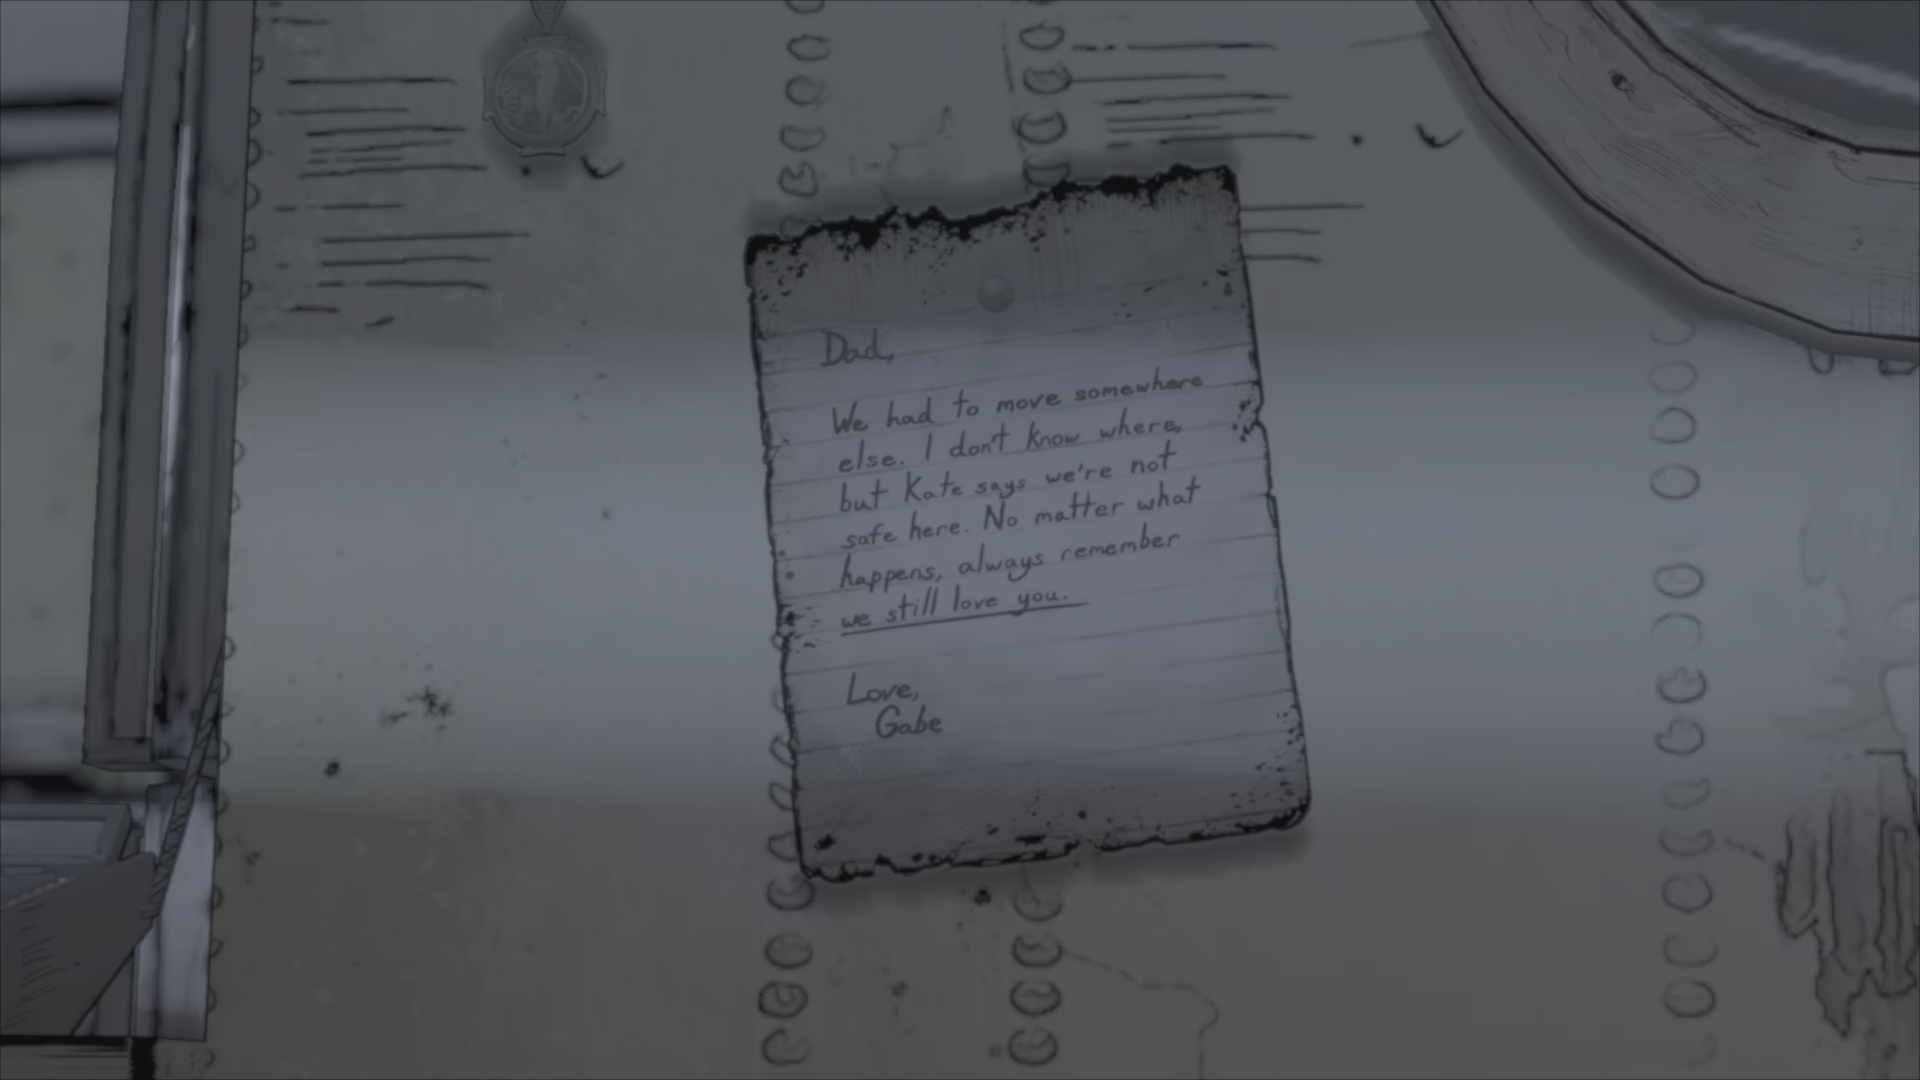 Dad,
We had to move somewhere
else. I don't know where,
but Kate says we're not
safe here. No matter what
happens, always remember
we still love you.
Love,
Gabe